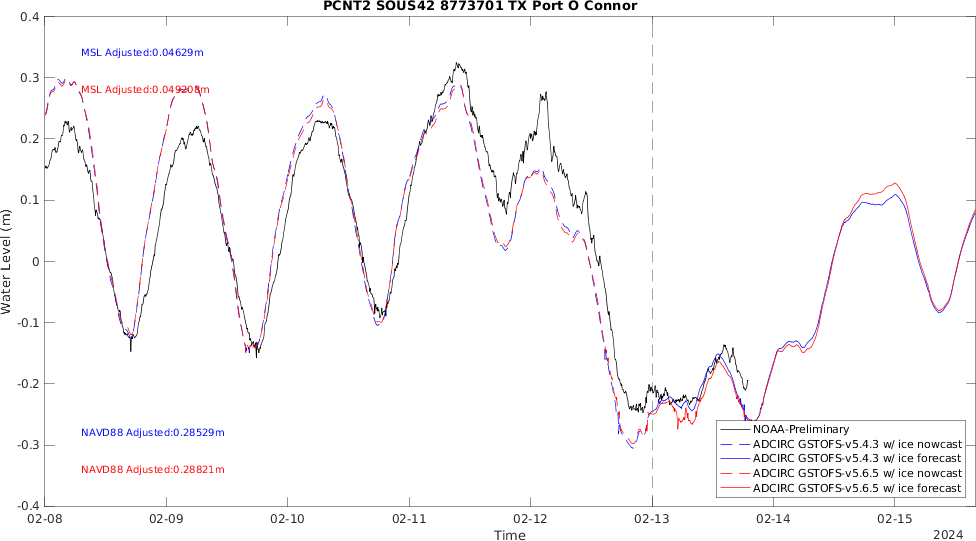 PCNT2 SOUS42 8773701 TX Port O Connor
0.4
0.3
0.2
0.1
0
-0.1
-0.2
-0.3
-0.4
Water Level (m)
MSL Adjusted:0.04629m
MSL Adjusted:0.049208m
NAVD88 Adjusted:0.28529m
NAVD88 Adjusted:0.28821m
NOAA-Preliminary
ADCIRC GSTOFS-v5.4.3 w/ ice nowcast
ADCIRC GSTOFS-v5.4.3 w/ ice forecast
ADCIRC GSTOFS-v5.6.5 w/ ice nowcast
ADCIRC GSTOFS-v5.6.5 w/ ice forecast
02-08 02-09 02-10 02-11 02-12 02-13 02-14 02-15
Time
2024